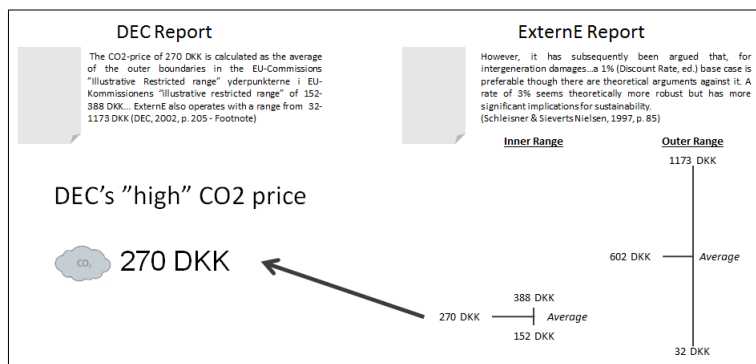 DEC Report
The CO2-price of 270 DKK is calculated as the average
of the outer boundaries in the EU-Commissions
"Illustrative Restricted range" yderpunkterne i EU-
Kommissionens "illustrative restricted range" of 152-
388 DKK... ExternE also operates with a range from 32-
1173 DKK (DEC, 2002, p. 205 - Footnote)
ExternE Report
However, it has subsequently been argued that, for
intergeneration damages...a 1% (Discount Rate, ed.) base case is
preferable though there are theoretical arguments against it. A
rate of 3% seems theoretically more robust but has more
significant implications for sustainability.
(Schleisner & Sieverts Nielsen, 1997, p. 85)
Inner Range
Outer Range
1173 DKK
DEC's "high" CO2 price
CO₂
270 DKK
602 DKK
Average
388 DKK
270 DKK
Average
152 DKK
32 DKK